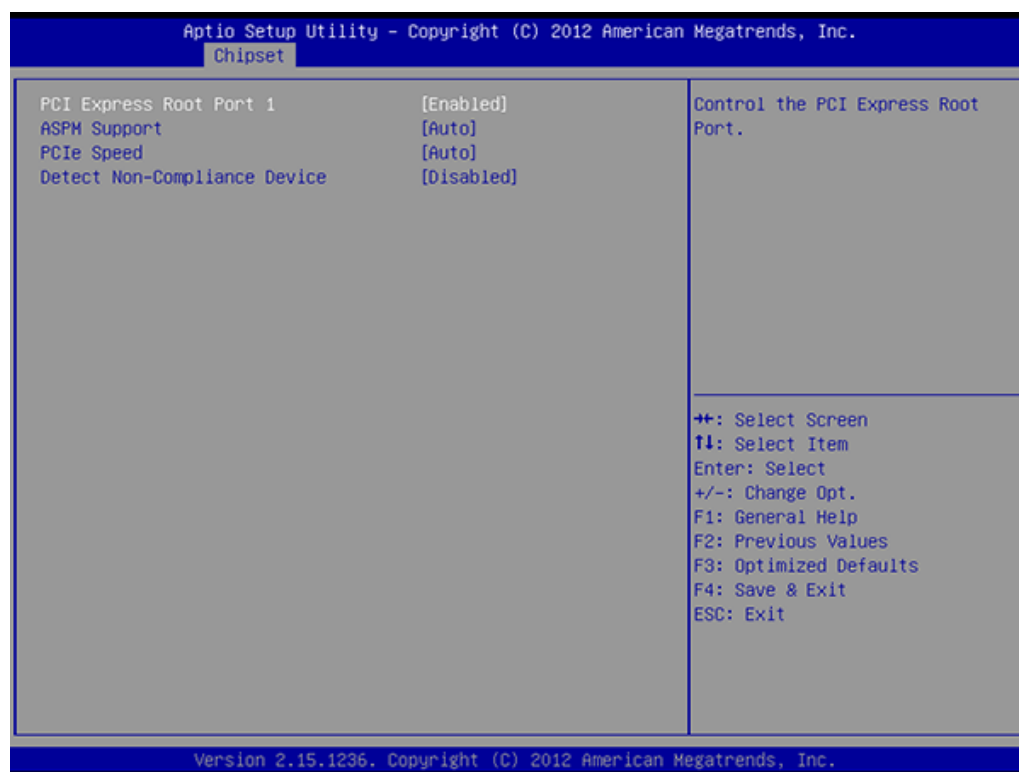 Aptio Setup Utility – Copyright (C) 2012 American Megatrends, Inc.
Chipset
PCI Express Root Port 1 [Enabled]
ASPM Support [Auto]
PCIe Speed [Auto]
Detect Non-Compliance Device [Disabled]
Control the PCI Express Root
Port.
→←: Select Screen
↑↓: Select Item
Enter: Select
+/-: Change Opt.
F1: General Help
F2: Previous Values
F3: Optimized Defaults
F4: Save & Exit
ESC: Exit
Version 2.15.1236. Copyright (C) 2012 American Megatrends, Inc.